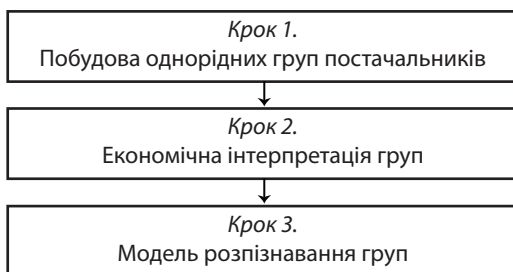 Крок 1.
Побудова однорідних груп постачальників
Крок 2.
Економічна інтерпретація груп
Крок 3.
Модель розпізнавання груп